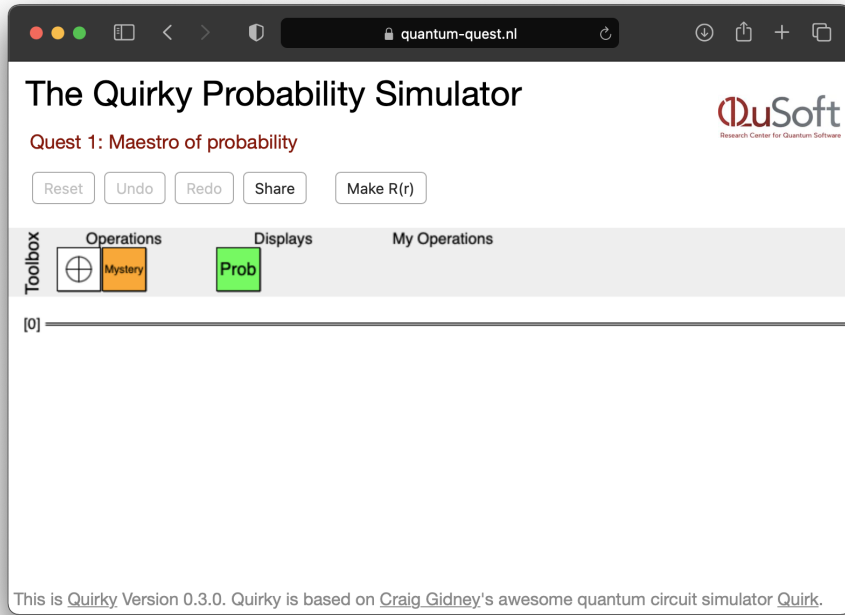 quantum-quest.nl
The Quirky Probability Simulator
QuSoft
Research Center for Quantum Software
Quest 1: Maestro of probability
Reset Undo Redo Share Make R(r)
Toolbox
Operations Displays My Operations
Mystery Prob
[0]
This is Quirky Version 0.3.0. Quirky is based on Craig Gidney's awesome quantum circuit simulator Quirk.